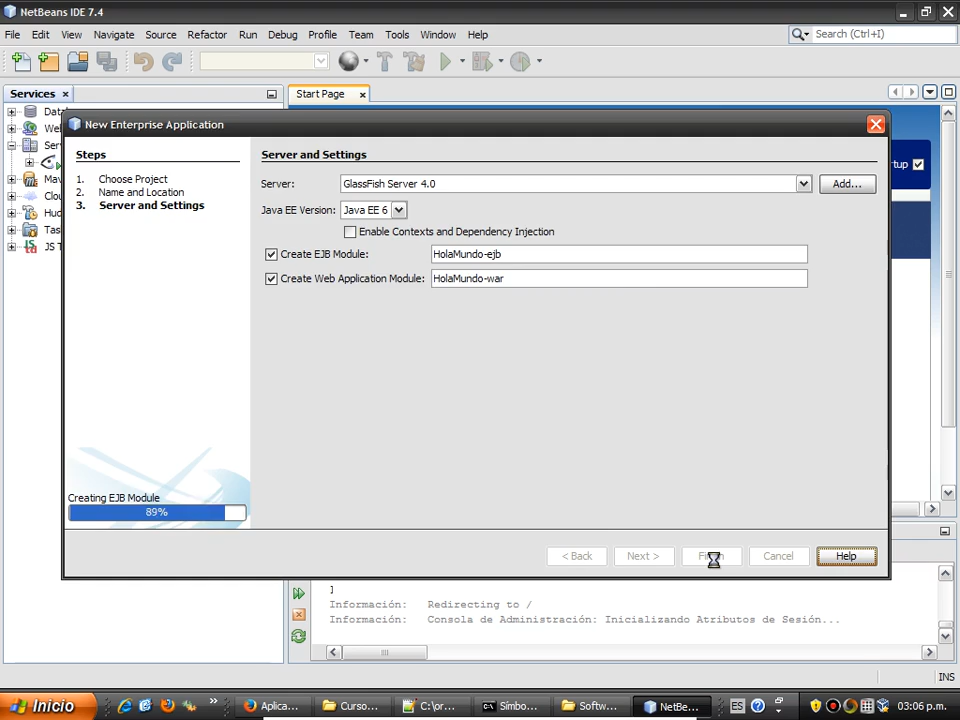 NetBeans IDE 7.4
File Edit View Navigate Source Refactor Run Debug Profile Team Tools Window Help
Search (Ctrl+I)
Services
Start Page
New Enterprise Application
Steps
1. Choose Project
2. Name and Location
3. Server and Settings
Server and Settings
Server: GlassFish Server 4.0 Add...
Java EE Version: Java EE 6
Enable Contexts and Dependency Injection
Create EJB Module: HolaMundo-ejb
Create Web Application Module: HolaMundo-war
Creating EJB Module
89%
< Back Next > Cancel Help
]
Información: Redirecting to /
Información: Consola de Administración: Inicializando Atributos de Sesión...
INS
Inicio
»
Aplica...
Curso...
C:\pr...
Símbo...
Softw...
NetBe...
ES
03:06 p.m.